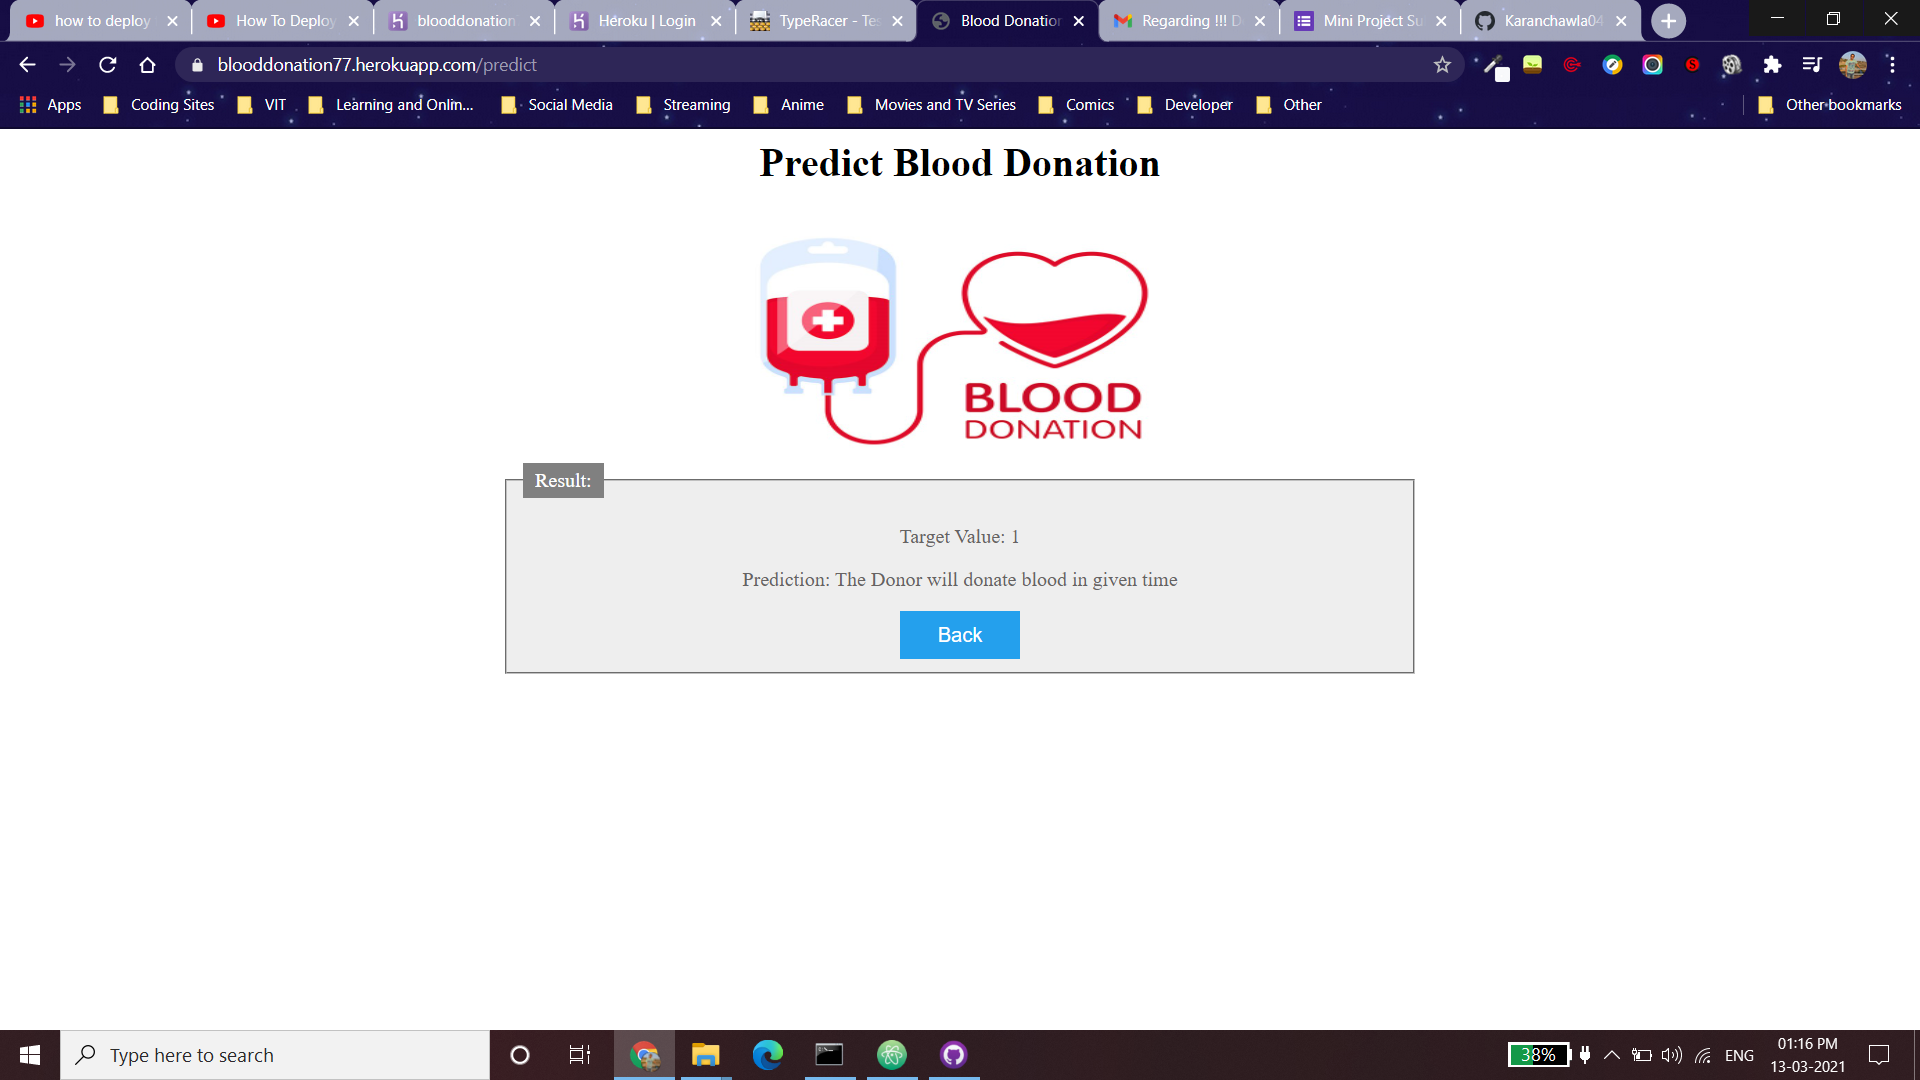 how to deploy
How To Deploy
blooddonation
Heroku | Login
TypeRacer - Tes
Blood Donation
Regarding !!! D
Mini Project Su
Karanchawla04
blooddonation77.herokuapp.com/predict
Apps Coding Sites VIT Learning and Onlin... Social Media Streaming Anime Movies and TV Series Comics Developer Other Other bookmarks
Predict Blood Donation
BLOOD
DONATION
Result:
Target Value: 1
Prediction: The Donor will donate blood in given time
Back
Type here to search
38%
ENG
01:16 PM
13-03-2021